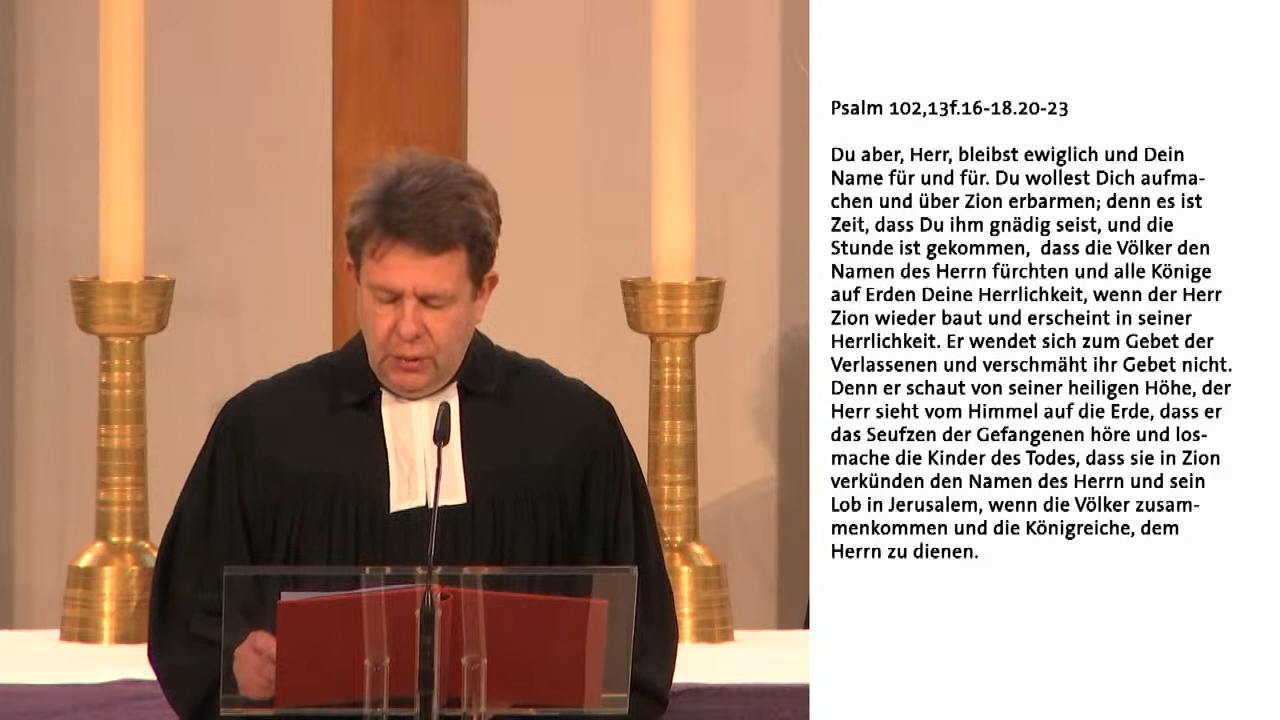 Psalm 102,13f.16-18.20-23
Du aber, Herr, bleibst ewiglich und Dein
Name für und für. Du wollest Dich aufma-
chen und über Zion erbarmen; denn es ist
Zeit, dass Du ihm gnädig seist, und die
Stunde ist gekommen,  dass die Völker den
Namen des Herrn fürchten und alle Könige
auf Erden Deine Herrlichkeit, wenn der Herr
Zion wieder baut und erscheint in seiner
Herrlichkeit. Er wendet sich zum Gebet der
Verlassenen und verschmäht ihr Gebet nicht.
Denn er schaut von seiner heiligen Höhe, der
Herr sieht vom Himmel auf die Erde, dass er
das Seufzen der Gefangenen höre und los-
mache die Kinder des Todes, dass sie in Zion
verkünden den Namen des Herrn und sein
Lob in Jerusalem, wenn die Völker zusam-
menkommen und die Königreiche, dem
Herrn zu dienen.